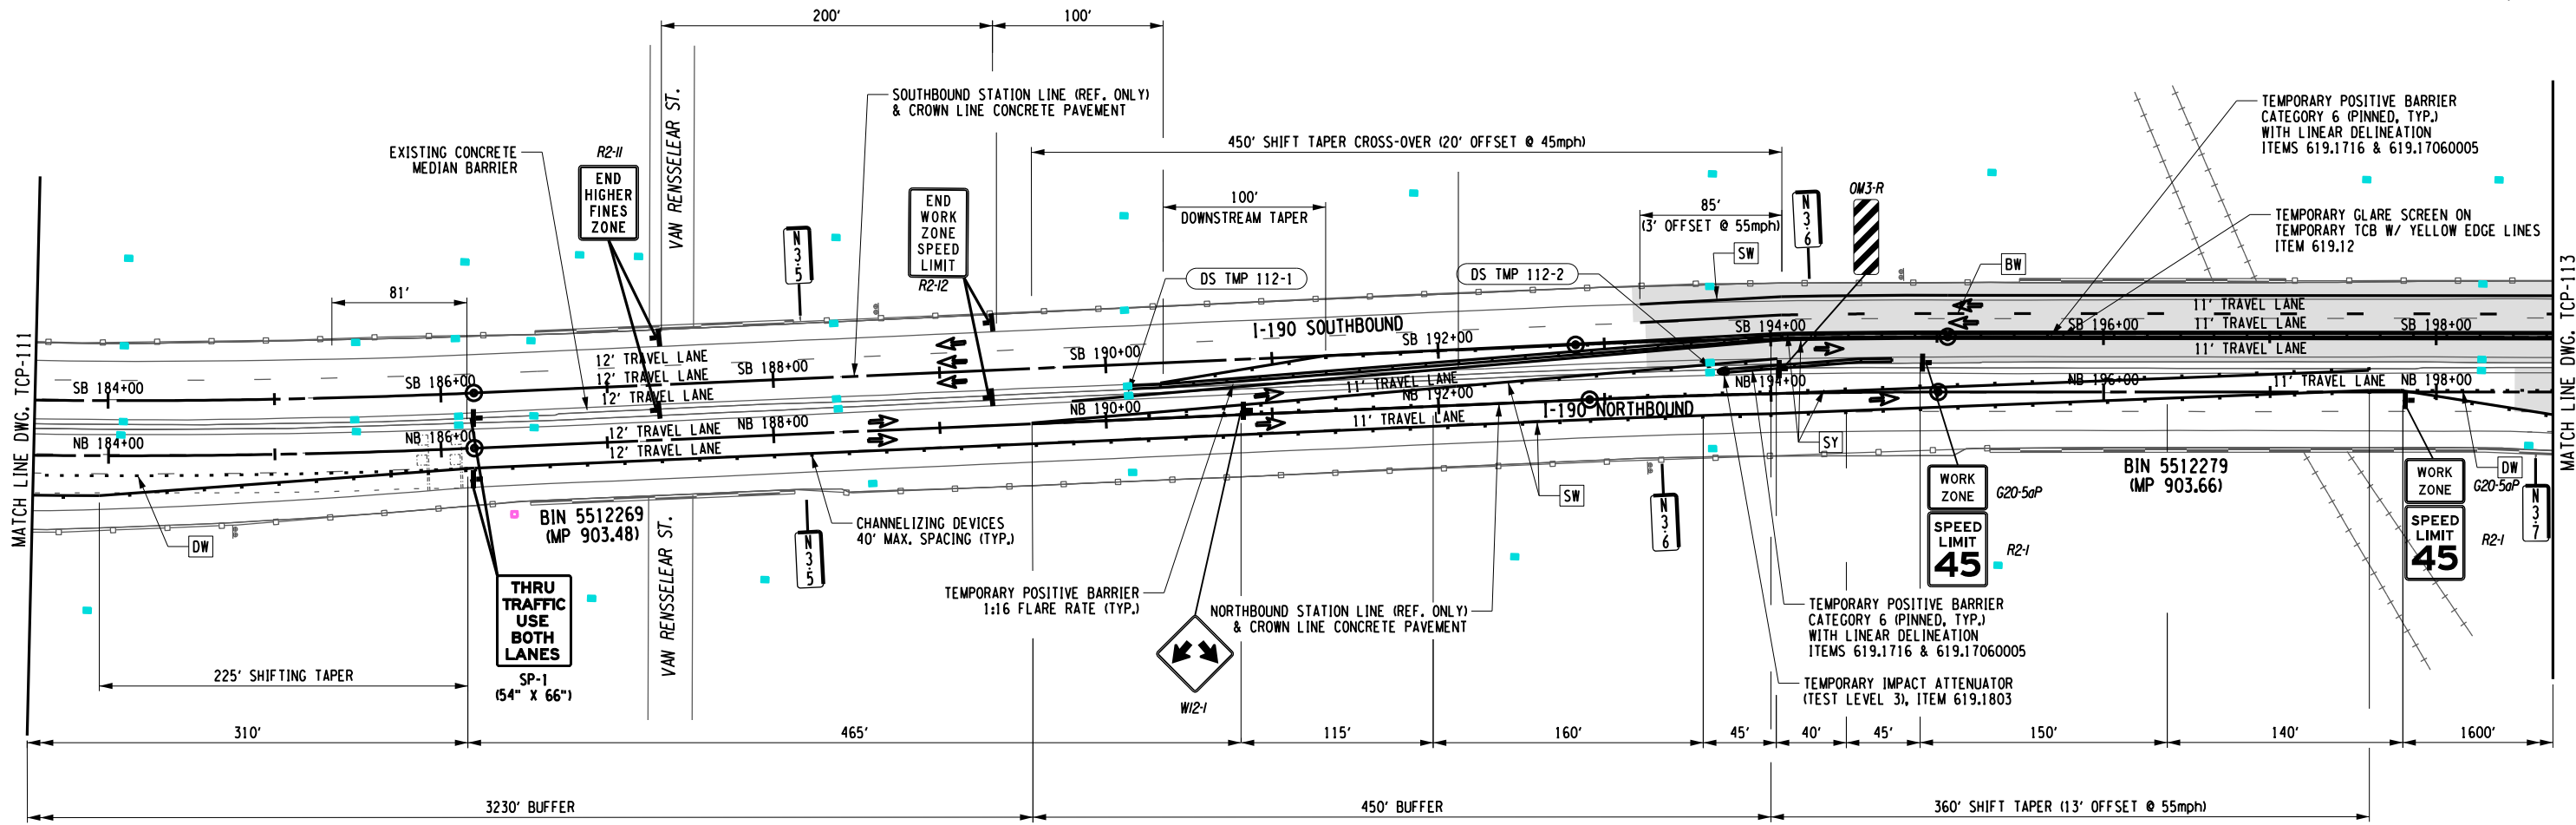 200'
100'
SOUTHBOUND STATION LINE (REF. ONLY)
& CROWN LINE CONCRETE PAVEMENT
TEMPORARY POSITIVE BARRIER
CATEGORY 6 (PINNED, TYP.)
WITH LINEAR DELINEATION
ITEMS 619.1716 & 619.17060005
450' SHIFT TAPER CROSS-OVER (20' OFFSET @ 45mph)
EXISTING CONCRETE
MEDIAN BARRIER
R2-11
END
HIGHER
FINES
ZONE
VAN RENSSELEAR ST.
END
WORK
ZONE
SPEED
LIMIT
R2-12
N
3.5
100'
DOWNSTREAM TAPER
85'
(3' OFFSET @ 55mph)
N
3.6
OM3-R
TEMPORARY GLARE SCREEN ON
TEMPORARY TCB W/ YELLOW EDGE LINES
ITEM 619.12
SW
BW
DS TMP 112-1
DS TMP 112-2
81'
MATCH LINE DWG. TCP-111
MATCH LINE DWG. TCP-113
I-190 SOUTHBOUND
11' TRAVEL LANE
11' TRAVEL LANE
11' TRAVEL LANE
12' TRAVEL LANE
12' TRAVEL LANE
12' TRAVEL LANE
SB 184+00
SB 186+00
SB 188+00
SB 190+00
SB 192+00
SB 194+00
SB 196+00
SB 198+00
11' TRAVEL LANE
NB 184+00
NB 186+00
NB 188+00
NB 190+00
NB 192+00
NB 194+00
NB 196+00
11' TRAVEL LANE
NB 198+00
12' TRAVEL LANE
12' TRAVEL LANE
11' TRAVEL LANE
I-190 NORTHBOUND
SY
DW
SW
DW
BIN 5512269
(MP 903.48)
BIN 5512279
(MP 903.66)
CHANNELIZING DEVICES
40' MAX. SPACING (TYP.)
N
3.5
N
3.6
N
3.7
WORK
ZONE
G20-5aP
SPEED
LIMIT
45
R2-1
WORK
ZONE
G20-5aP
SPEED
LIMIT
45
R2-1
THRU
TRAFFIC
USE
BOTH
LANES
SP-1
(54" X 66")
VAN RENSSELEAR ST.
TEMPORARY POSITIVE BARRIER
1:16 FLARE RATE (TYP.)
NORTHBOUND STATION LINE (REF. ONLY)
& CROWN LINE CONCRETE PAVEMENT
W12-1
TEMPORARY POSITIVE BARRIER
CATEGORY 6 (PINNED, TYP.)
WITH LINEAR DELINEATION
ITEMS 619.1716 & 619.17060005
TEMPORARY IMPACT ATTENUATOR
(TEST LEVEL 3), ITEM 619.1803
225' SHIFTING TAPER
310'
465'
115'
160'
45'
40'
45'
150'
140'
1600'
3230' BUFFER
450' BUFFER
360' SHIFT TAPER (13' OFFSET @ 55mph)